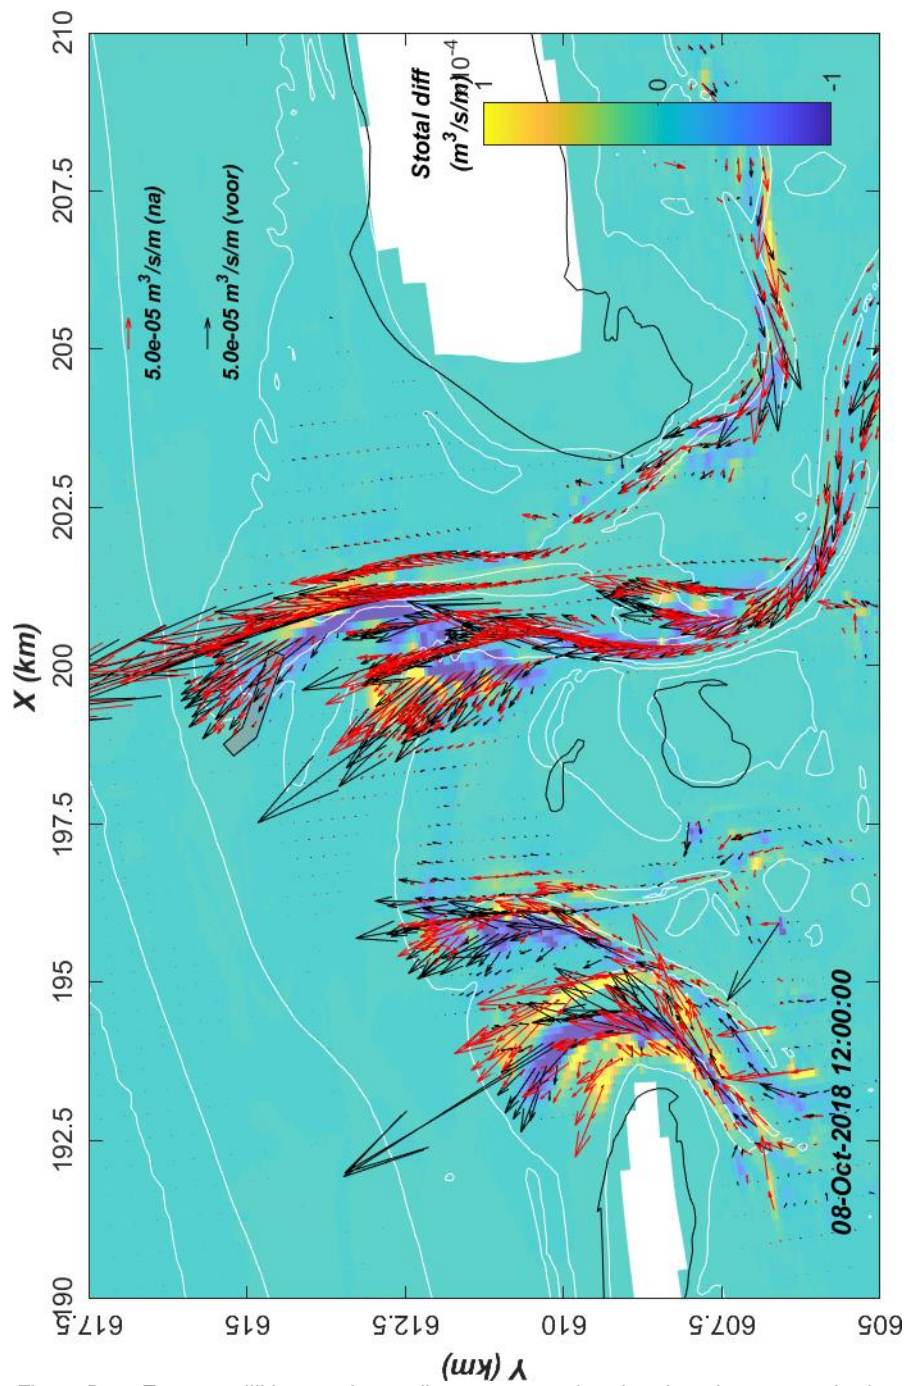 5.0e-05 m³/s/m (na)
5.0e-05 m³/s/m (voor)
Stotal diff
(m³/s/m)
10⁻⁴
1
0
-1
08-Oct-2018 12:00:00
X (km)
190
192.5
195
197.5
200
202.5
205
207.5
210
Y (km)
617.5
615
612.5
610
607.5
605